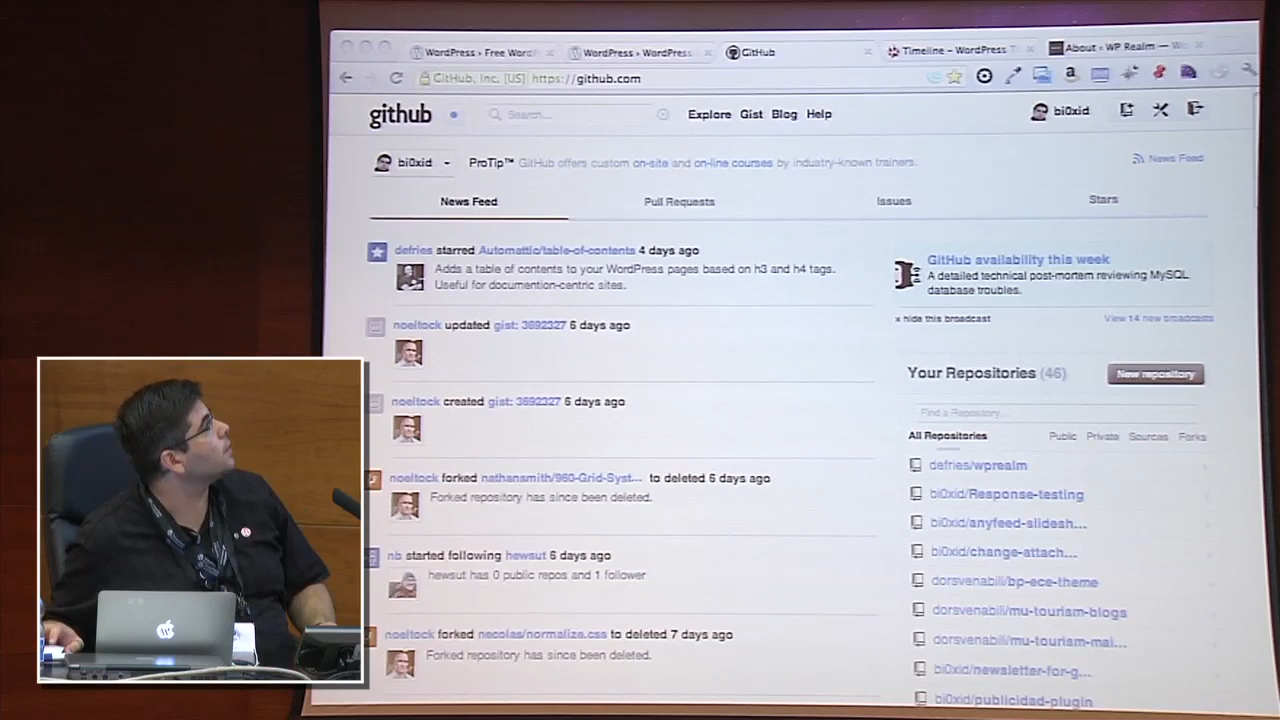 WordPress › Free Word
WordPress › WordPress
GitHub
Timeline – WordPress T
About ‹ WP Realm — Wo
GitHub, Inc. [US] https://github.com
github
Search...
Explore Gist Blog Help
bi0xid
bi0xid
ProTip™ GitHub offers custom on-site and on-line courses by industry-known trainers.
News Feed
News Feed
Pull Requests
Issues
Stars
defries starred Automattic/table-of-contents 4 days ago
Adds a table of contents to your WordPress pages based on h3 and h4 tags.
Useful for documention-centric sites.
noeltock updated gist: 3692327 6 days ago
noeltock created gist: 3692327 6 days ago
noeltock forked nathansmith/960-Grid-Syst... to deleted 6 days ago
Forked repository has since been deleted.
nb started following hewsut 6 days ago
hewsut has 0 public repos and 1 follower
noeltock forked necolas/normalize.css to deleted 7 days ago
Forked repository has since been deleted.
GitHub availability this week
A detailed technical post-mortem reviewing MySQL
database troubles.
× hide this broadcast
View 14 new broadcasts
Your Repositories (46)
New repository
Find a Repository...
All Repositories Public Private Sources Forks
defries/wprealm
bi0xid/Response-testing
bi0xid/anyfeed-slidesh...
bi0xid/change-attach...
dorsvenabili/bp-ece-theme
dorsvenabili/mu-tourism-blogs
dorsvenabili/mu-tourism-mai...
bi0xid/newsletter-for-g...
bi0xid/publicidad-plugin